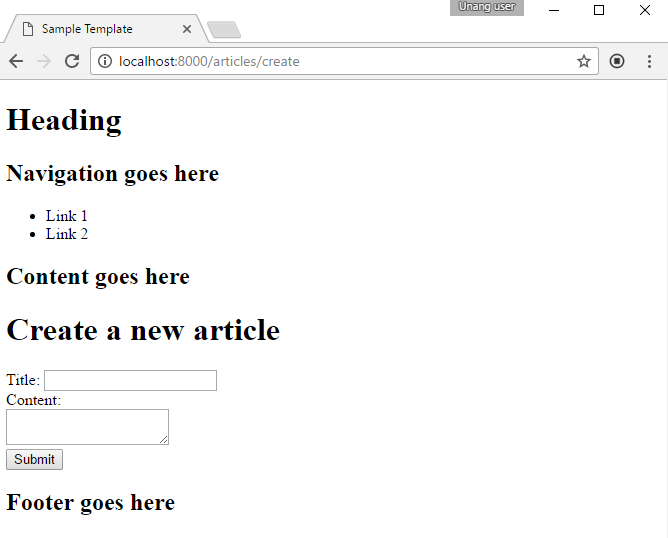 Unang user
Sample Template
localhost:8000/articles/create
Heading
Navigation goes here
Link 1
Link 2
Content goes here
Create a new article
Title:
Content:
Submit
Footer goes here